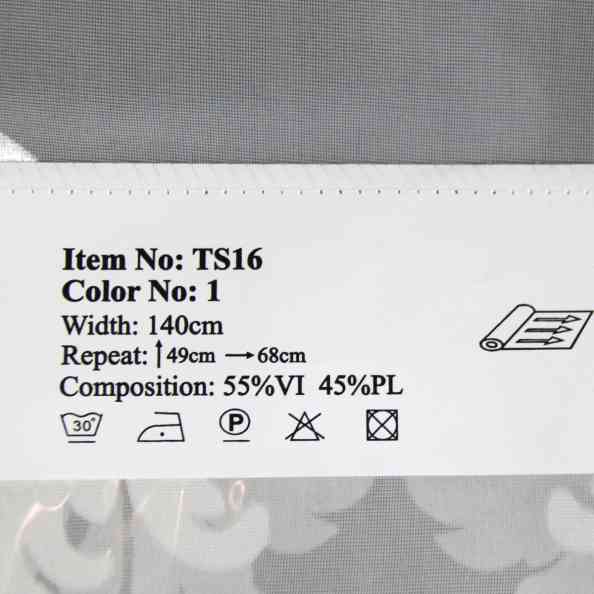 Item No: TS16
Color No: 1
Width: 140cm
Repeat: ↑49cm →68cm
Composition: 55%VI 45%PL
30° P